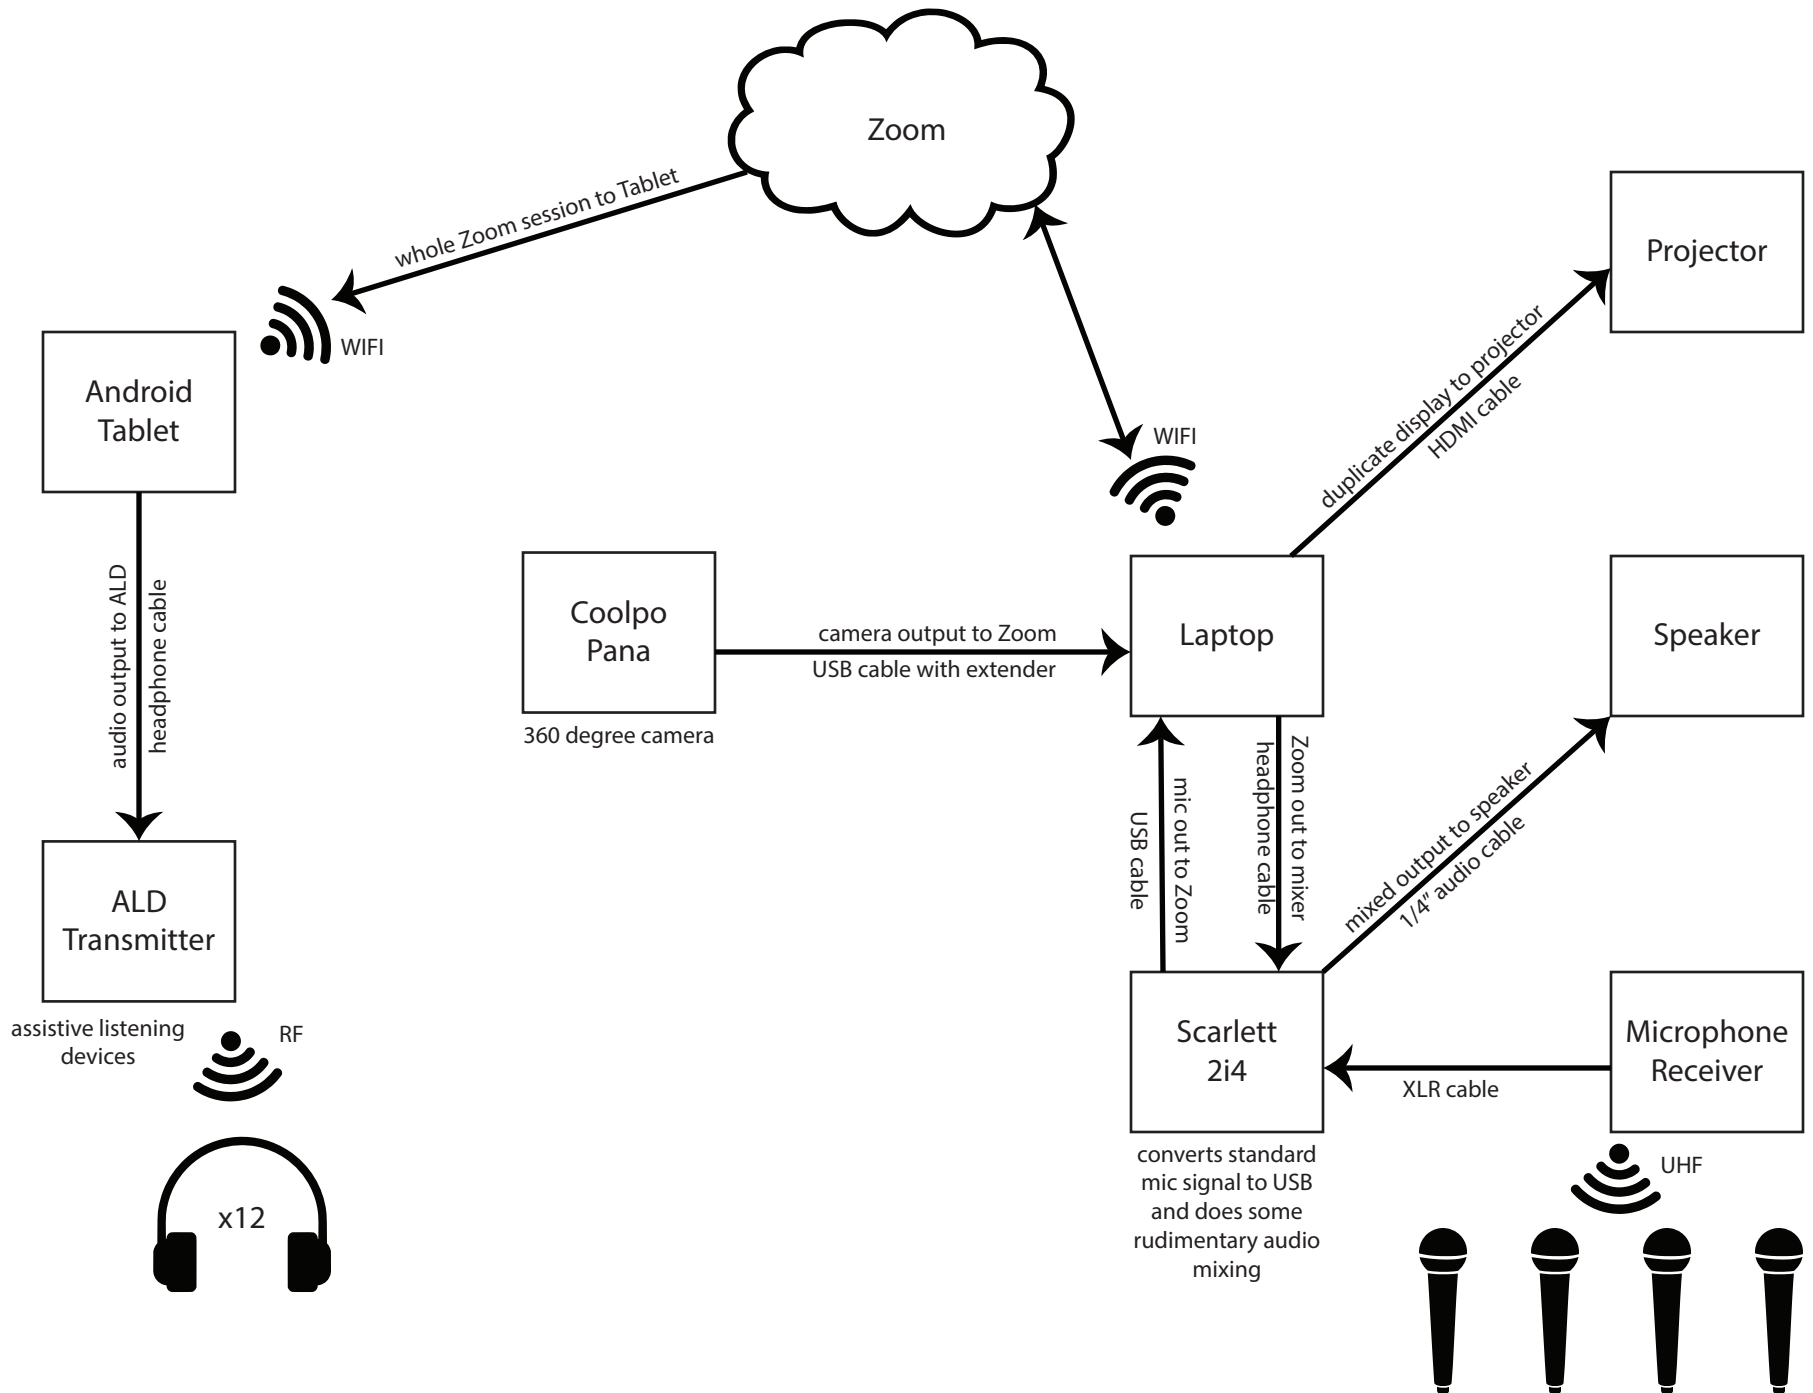 Zoom
whole Zoom session to Tablet
WIFI
Android
Tablet
audio output to ALD
headphone cable
ALD
Transmitter
assistive listening
devices
RF
x12
Coolpo
Pana
360 degree camera
camera output to Zoom
USB cable with extender
WIFI
Laptop
duplicate display to projector
HDMI cable
Projector
Speaker
mic out to Zoom
USB cable
Zoom out to mixer
headphone cable
mixed output to speaker
1/4” audio cable
Scarlett
2i4
converts standard
mic signal to USB
and does some
rudimentary audio
mixing
XLR cable
Microphone
Receiver
UHF